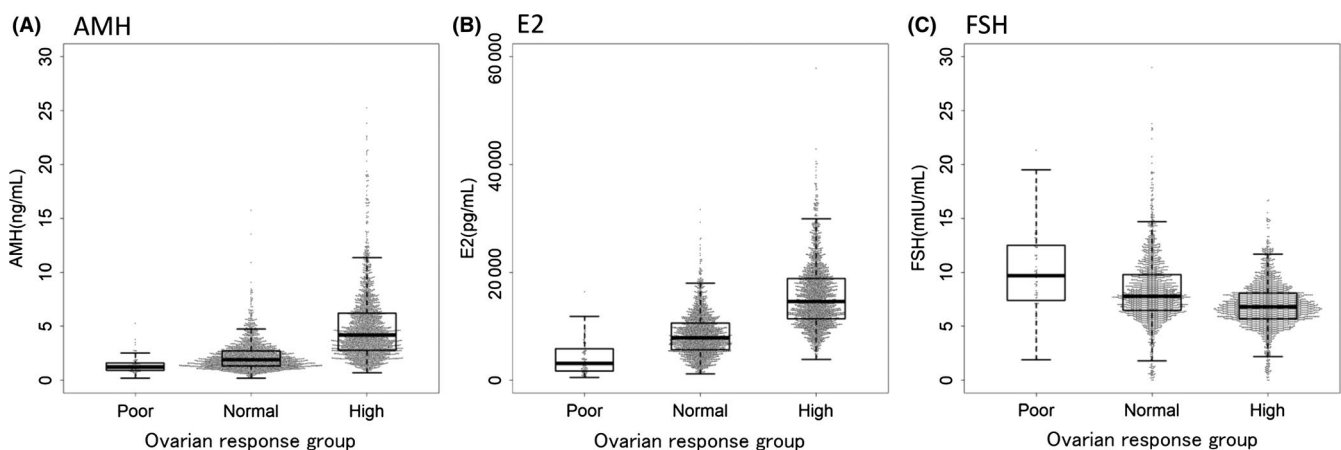 (A) AMH
AMH(ng/mL)
30
25
20
15
10
5
0
Poor Normal High
Ovarian response group
(B) E2
E2(pg/mL)
60 000
40 000
20 000
0
Poor Normal High
Ovarian response group
(C) FSH
FSH(mIU/mL)
30
25
20
15
10
5
0
Poor Normal High
Ovarian response group